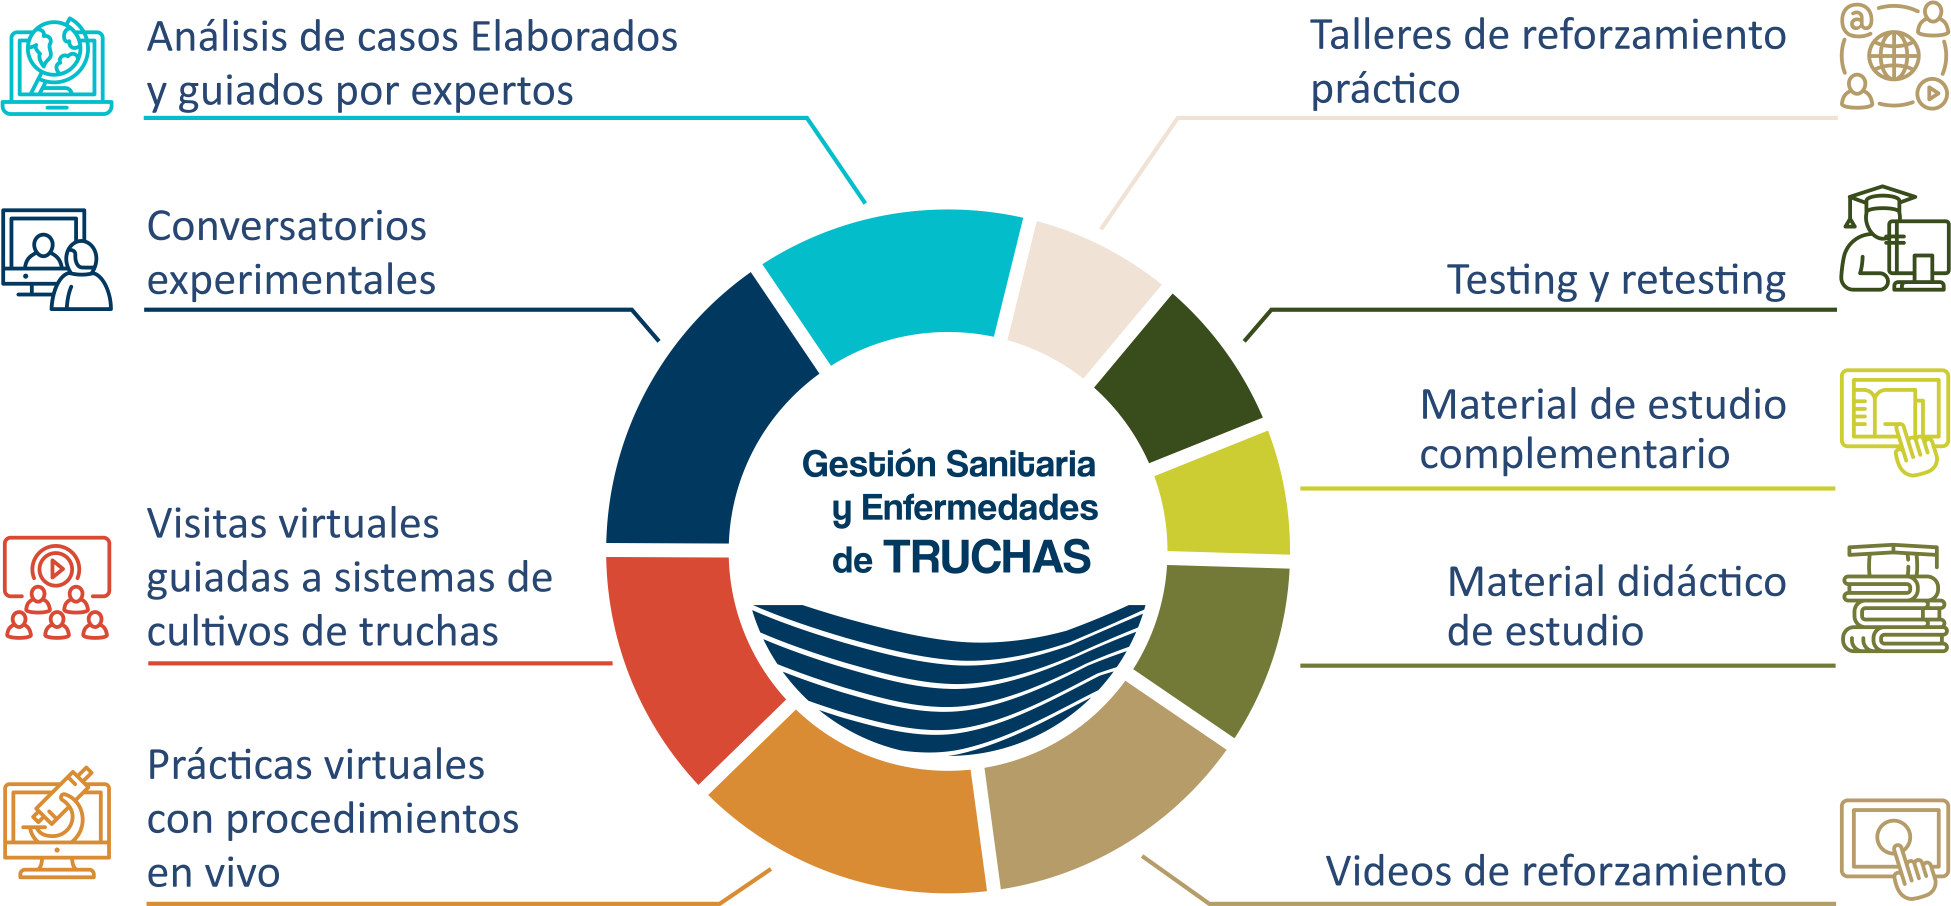 Análisis de casos Elaborados
y guiados por expertos
Conversatorios
experimentales
Visitas virtuales
guiadas a sistemas de
cultivos de truchas
Prácticas virtuales
con procedimientos
en vivo
Gestión Sanitaria
y Enfermedades
de TRUCHAS
Talleres de reforzamiento
práctico
@
Testing y retesting
Material de estudio
complementario
Material didáctico
de estudio
Videos de reforzamiento